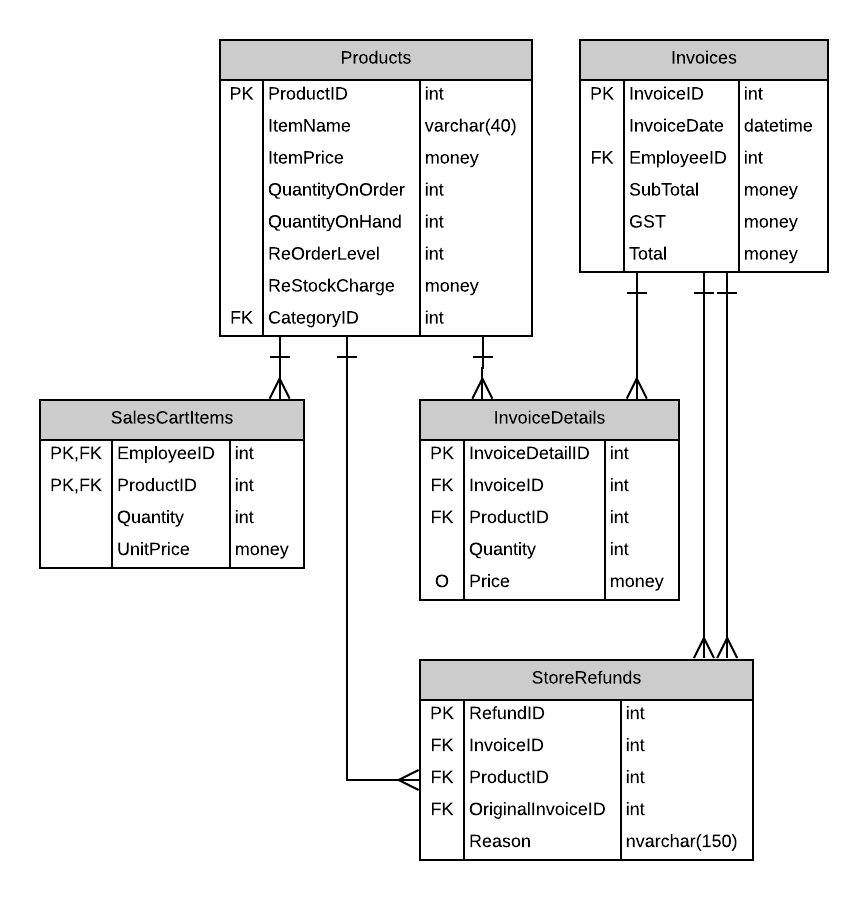 Products
PK ProductID int
ItemName varchar(40)
ItemPrice money
QuantityOnOrder int
QuantityOnHand int
ReOrderLevel int
ReStockCharge money
FK CategoryID int
Invoices
PK InvoiceID int
InvoiceDate datetime
FK EmployeeID int
SubTotal money
GST money
Total money
SalesCartItems
PK,FK EmployeeID int
PK,FK ProductID int
Quantity int
UnitPrice money
InvoiceDetails
PK InvoiceDetailID int
FK InvoiceID int
FK ProductID int
Quantity int
O Price money
StoreRefunds
PK RefundID int
FK InvoiceID int
FK ProductID int
FK OriginalInvoiceID int
Reason nvarchar(150)